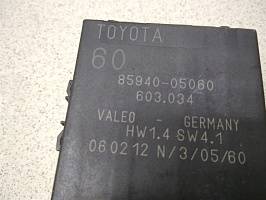 TOYOTA
60
85940-05060
603.034
VALEO - GERMANY
HW1.4 SW4.1
060212 N/3/05/60